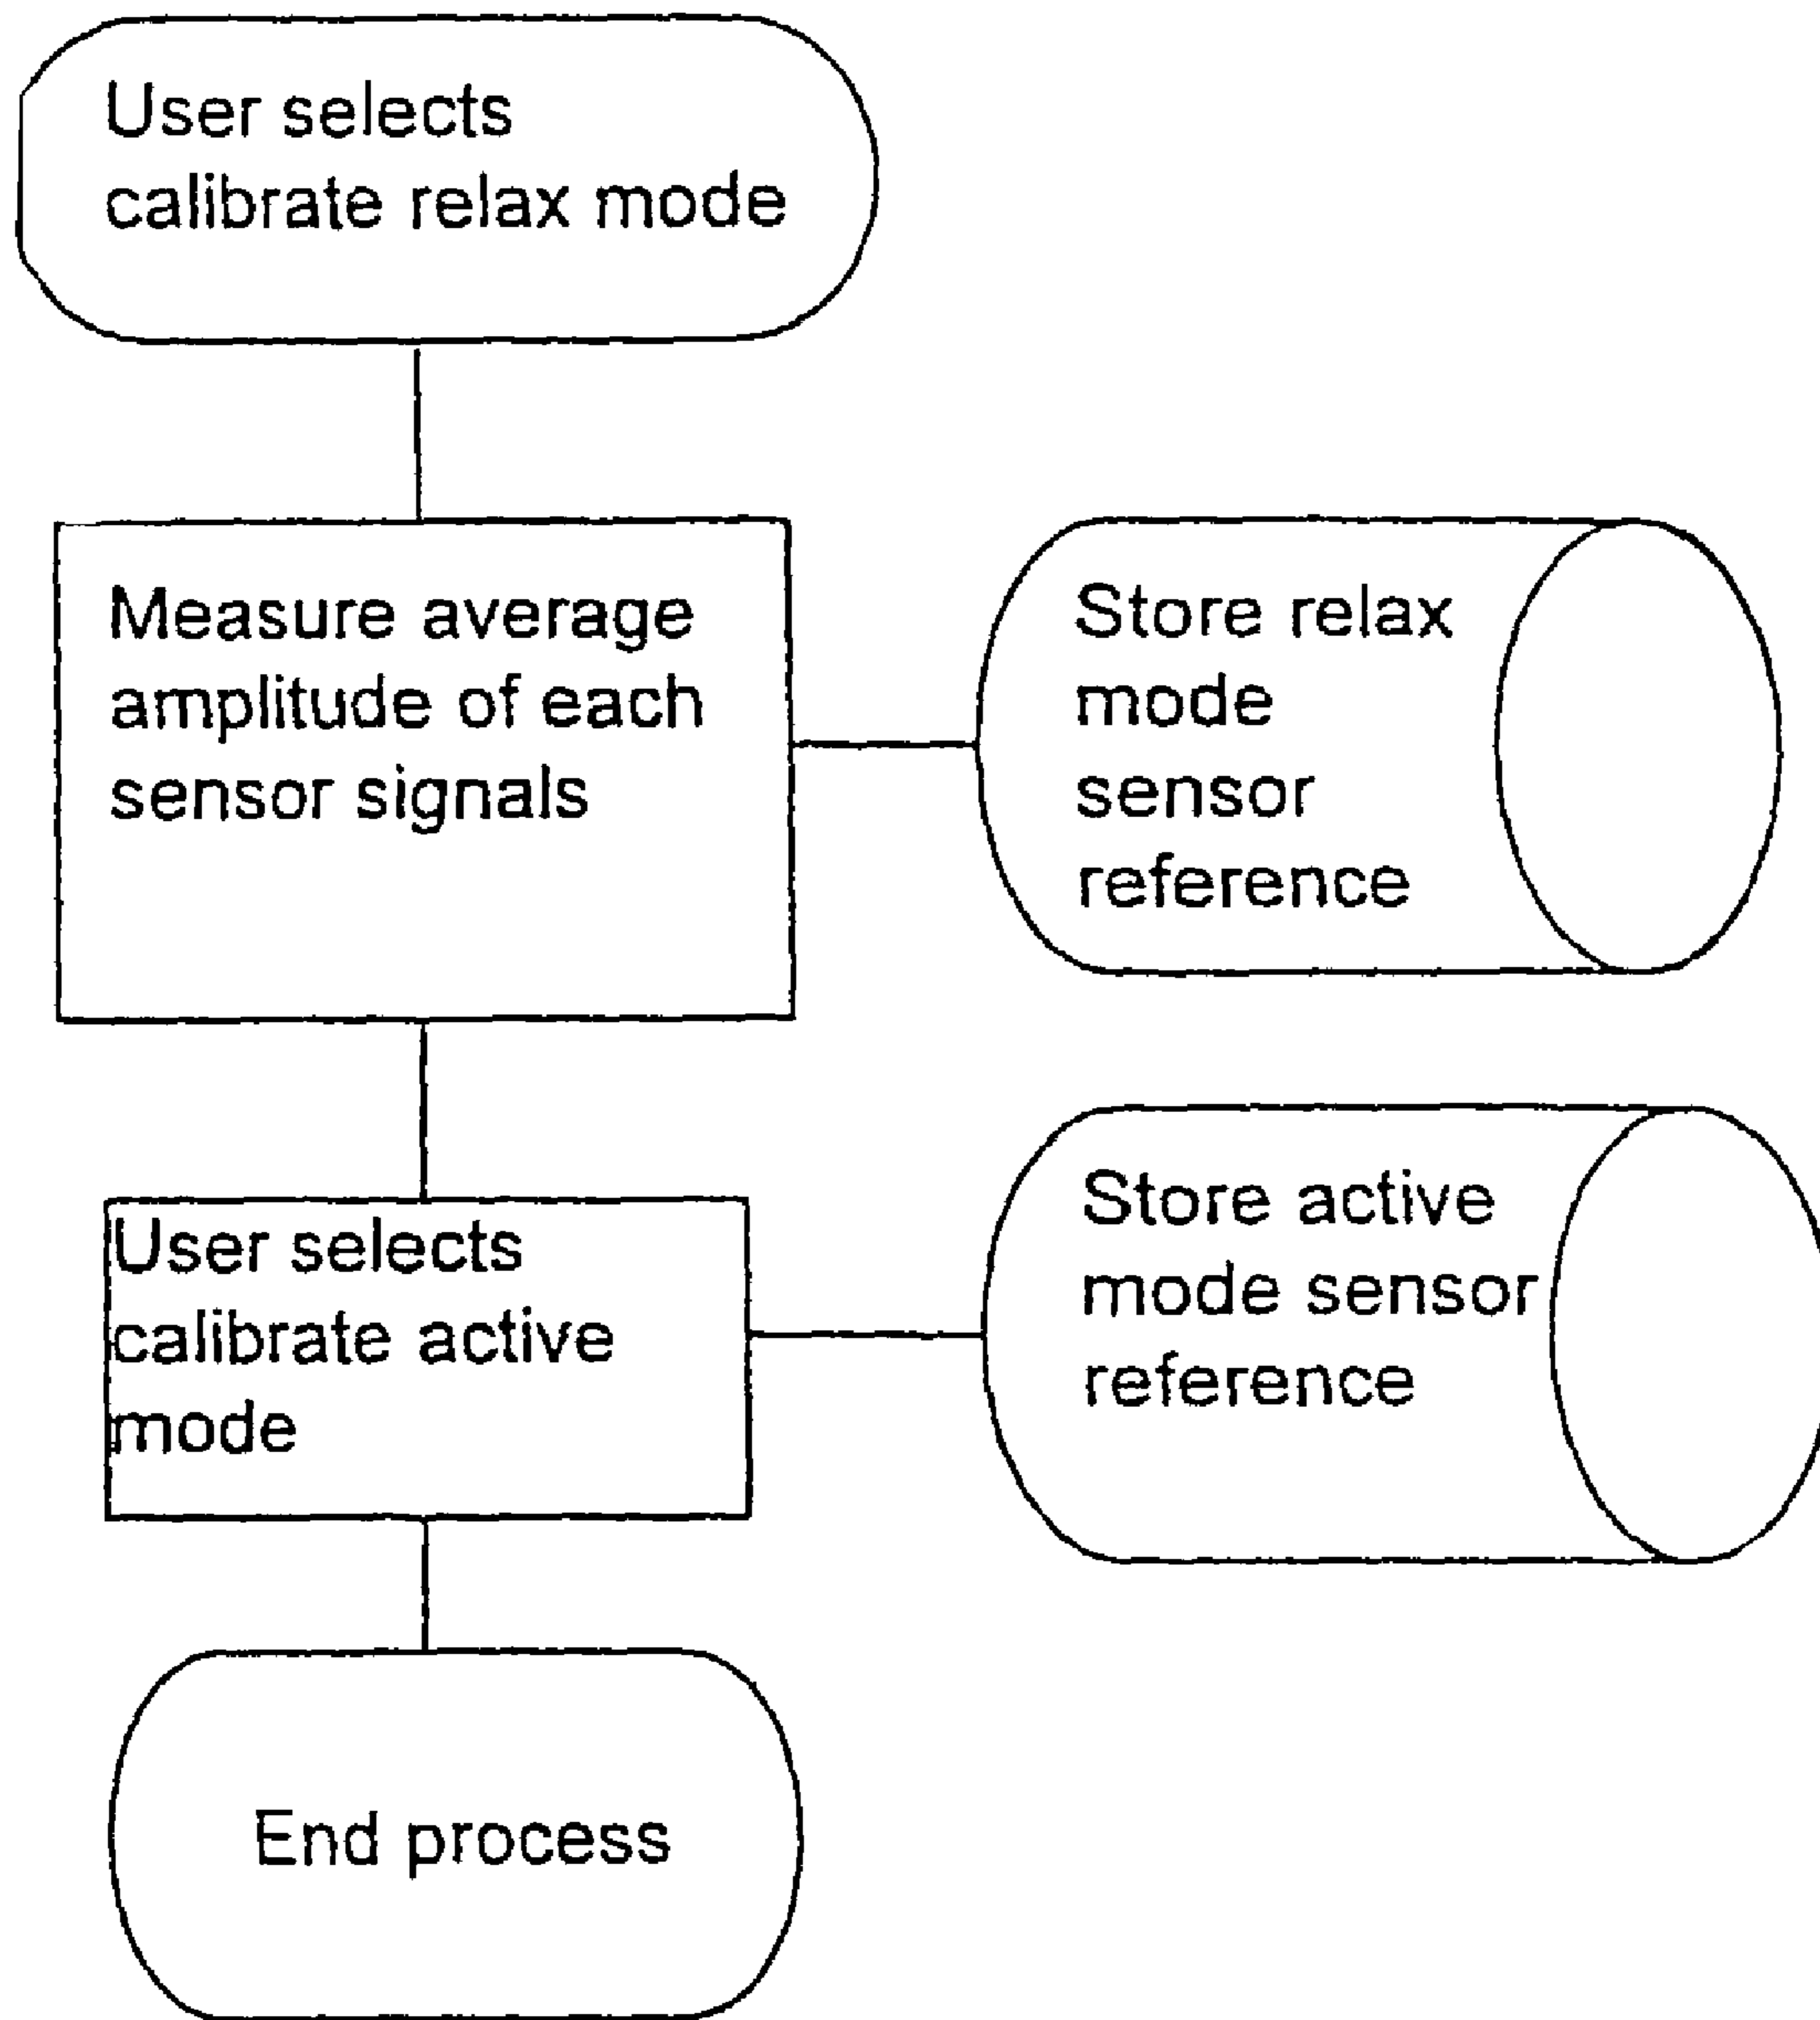 User selects
calibrate relax mode
Measure average
amplitude of each
sensor signals
Store relax
mode
sensor
reference
User selects
calibrate active
mode
Store active
mode sensor
reference
End process